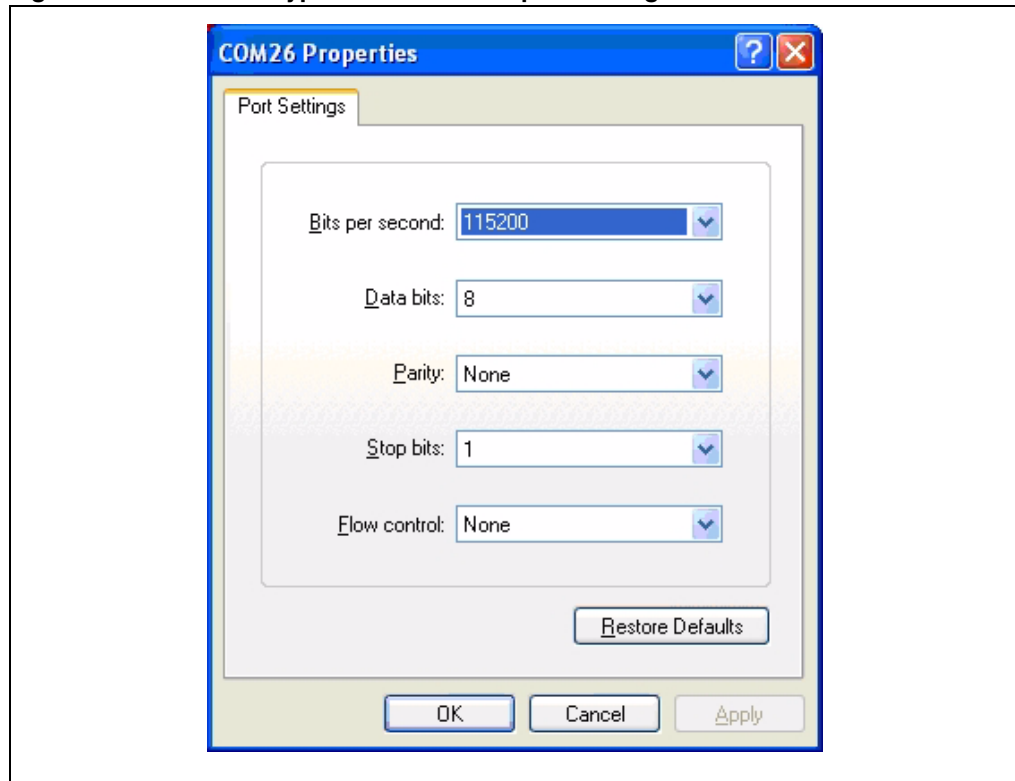 COM26 Properties
Port Settings
Bits per second: 115200
Data bits: 8
Parity: None
Stop bits: 1
Flow control: None
Restore Defaults
OK Cancel Apply